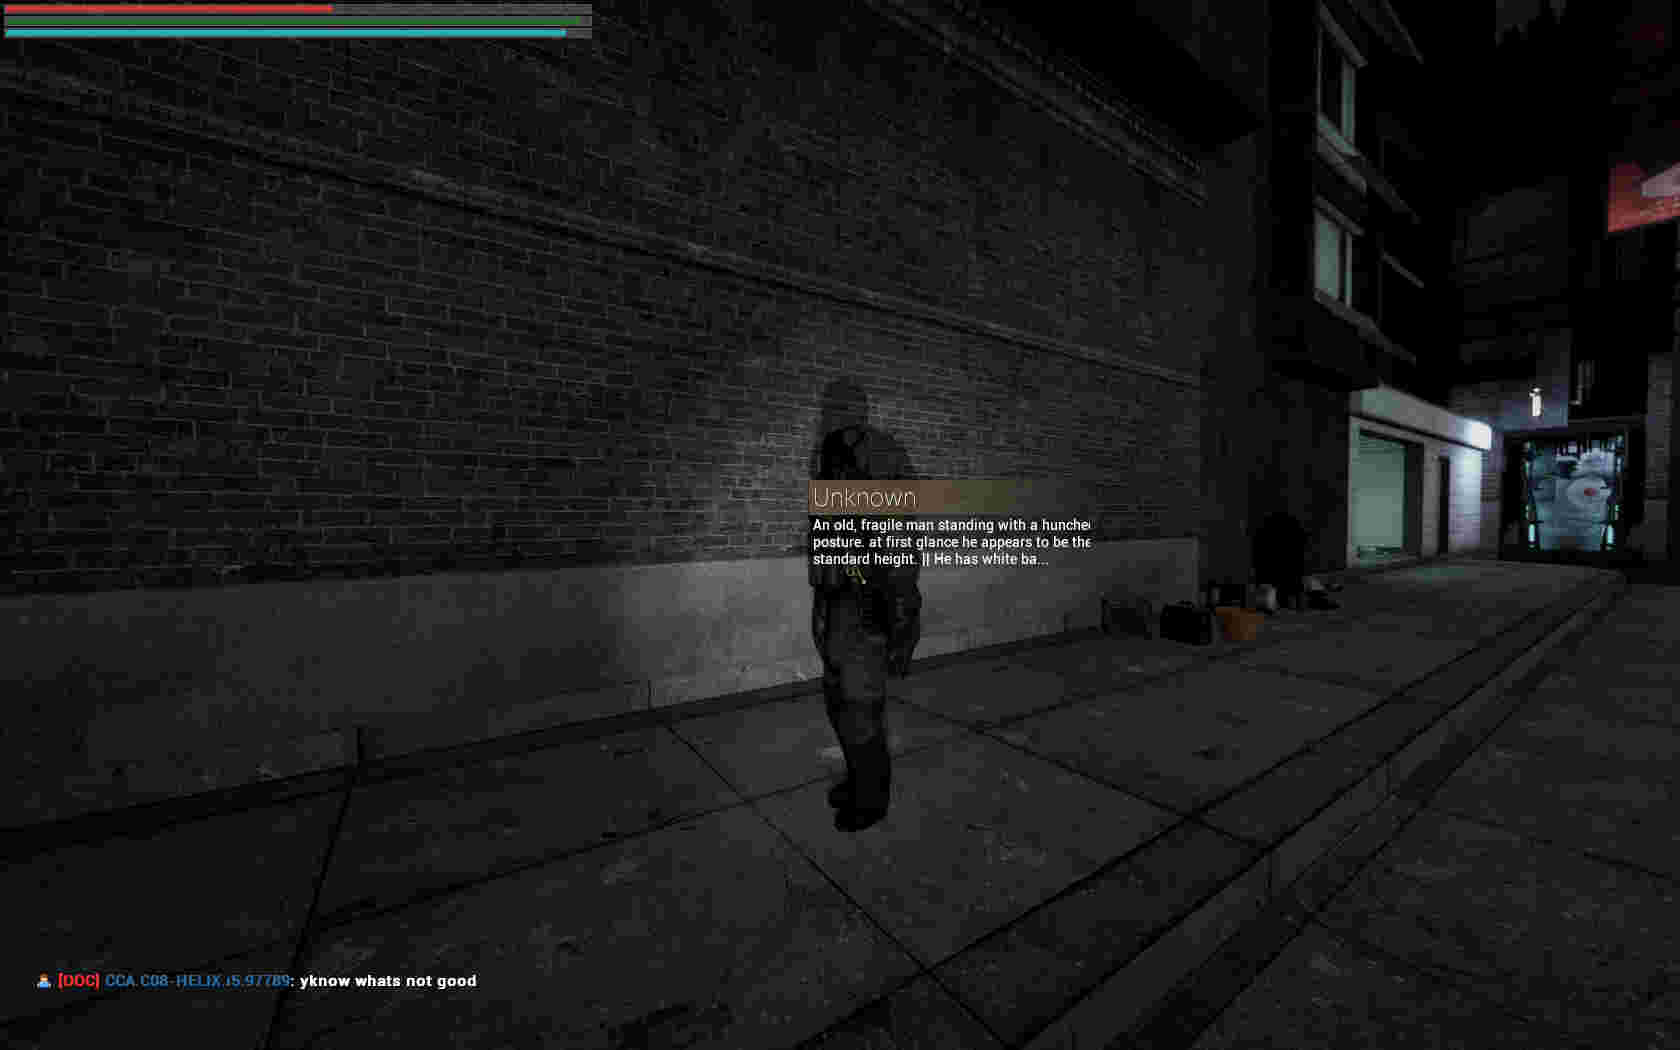 Unknown
An old, fragile man standing with a hunche
posture. at first glance he appears to be the
standard height. || He has white ba...
[DOC] CCA.C08-HELIX.i5.97789: yknow whats not good